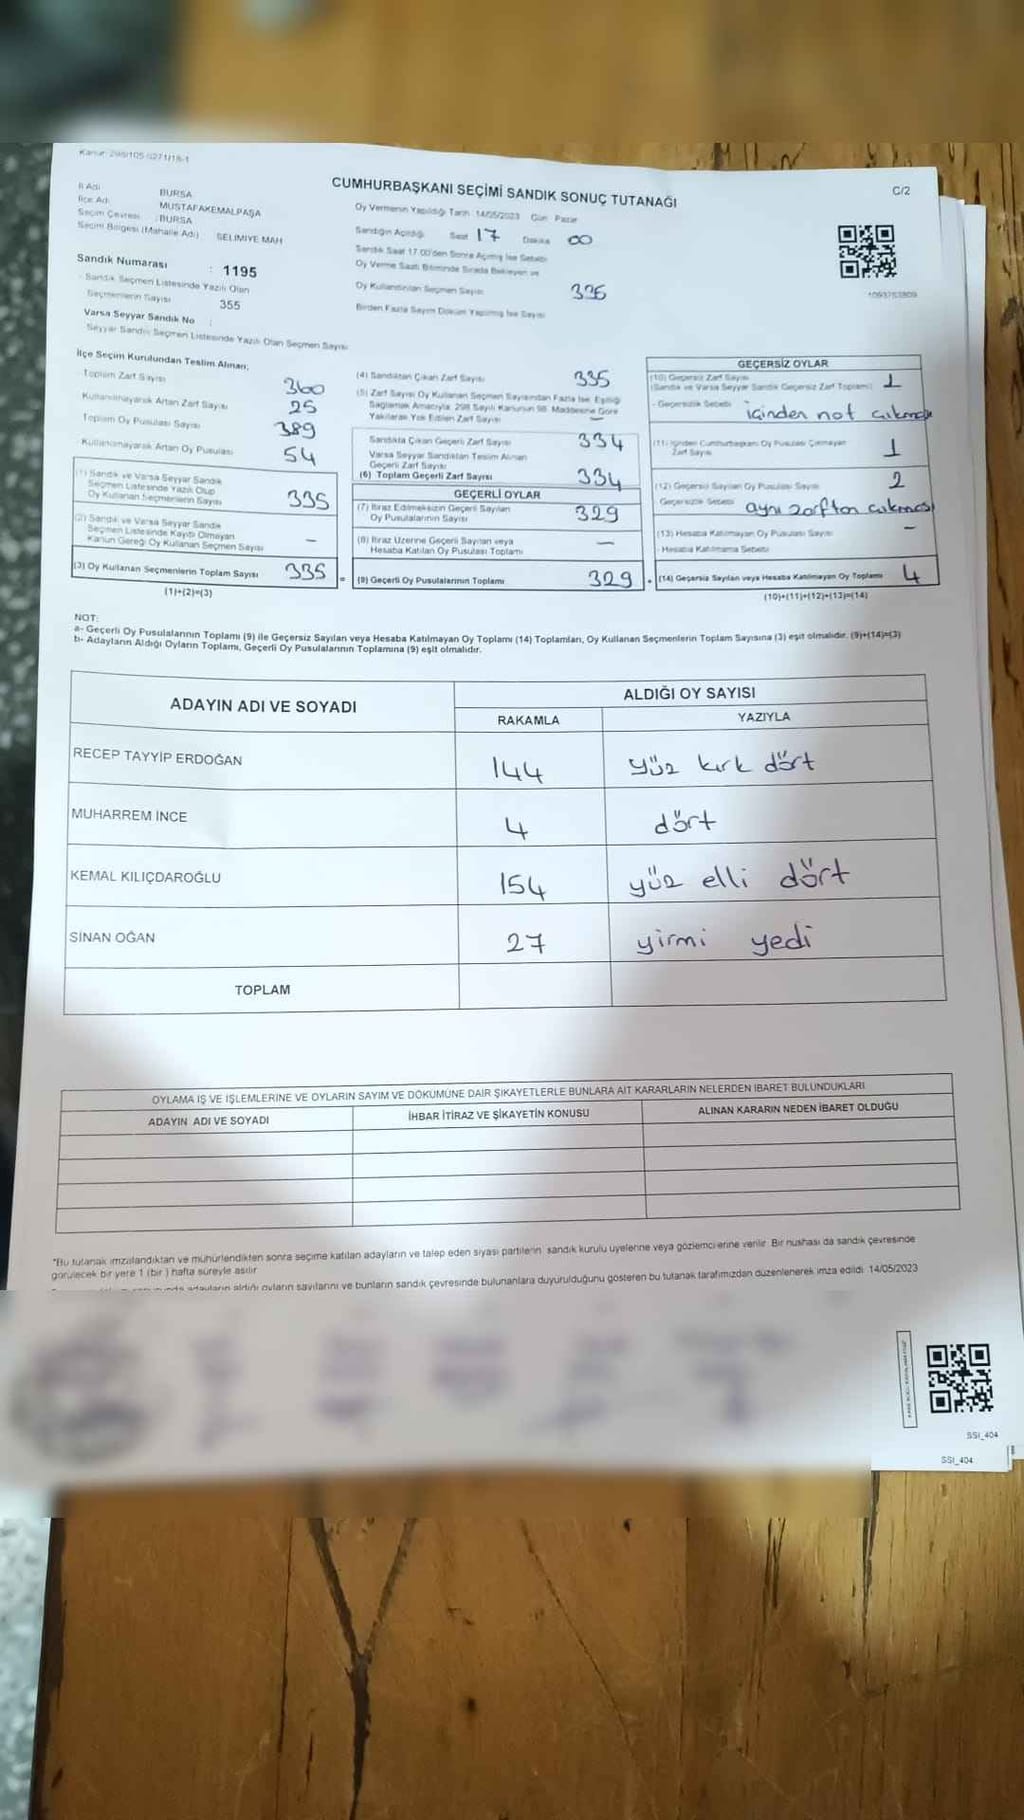 Kanun: 298/105-6271/18-1
C/2
CUMHURBAŞKANI SEÇİMİ SANDIK SONUÇ TUTANAĞI
İl Adı BURSA
İlçe Adı MUSTAFAKEMALPAŞA
Seçim Çevresi : BURSA
Seçim Bölgesi (Mahalle Adı) SELİMİYE MAH
Sandık Numarası : 1195
Sandık Seçmen Listesinde Yazılı Olan
Seçmenlerin Sayısı 355
Varsa Seyyar Sandık No :
Seyyar Sandık Seçmen Listesinde Yazılı Olan Seçmen Sayısı
Oy Vermenin Yapıldığı Tarih 14/05/2023 Gün Pazar
Sandığın Açıldığı Saat 17 Dakika 00
Sandık Saat 17.00'den Sonra Açılmış İse Sebebi
Oy Verme Saati Bitiminde Sırada Bekleyen ve
Oy Kullandırılan Seçmen Sayısı
Birden Fazla Sayım Döküm Yapılmış İse Sayısı
1093763809
İlçe Seçim Kurulundan Teslim Alınan;
Toplam Zarf Sayısı 360
Kullanılmayarak Artan Zarf Sayısı 25
Toplam Oy Pusulası Sayısı 389
Kullanılmayarak Artan Oy Pusulası 54
(1) Sandık ve Varsa Seyyar Sandık
Seçmen Listesinde Yazılı Olup
Oy Kullanan Seçmenlerin Sayısı 335
(2) Sandık ve Varsa Seyyar Sandık
Seçmen Listesinde Kayıtlı Olmayan
Kanun Gereği Oy Kullanan Seçmen Sayısı –
(3) Oy Kullanan Seçmenlerin Toplam Sayısı 335
(1)+(2)=(3)
(4) Sandıktan Çıkan Zarf Sayısı 335
(5) Zarf Sayısı Oy Kullanan Seçmen Sayısından Fazla İse, Eşitliği
Sağlamak Amacıyla, 298 Sayılı Kanunun 98. Maddesine Göre
Yakılarak Yok Edilen Zarf Sayısı –
Sandıkta Çıkan Geçerli Zarf Sayısı 334
Varsa Seyyar Sandıktan Teslim Alınan
Geçerli Zarf Sayısı
(6) Toplam Geçerli Zarf Sayısı 334
GEÇERLİ OYLAR
(7) İtiraz Edilmeksizin Geçerli Sayılan
Oy Pusulalarının Sayısı 329
(8) İtiraz Üzerine Geçerli Sayılan veya
Hesaba Katılan Oy Pusulası Toplamı –
(9) Geçerli Oy Pusulalarının Toplamı 329
GEÇERSİZ OYLAR
(10) Geçersiz Zarf Sayısı
(Sandık ve Varsa Seyyar Sandık Geçersiz Zarf Toplamı) 1
- Geçersizlik Sebebi içinden not çıkması
(11) İçinden Cumhurbaşkanı Oy Pusulası Çıkmayan
Zarf Sayısı 1
(12) Geçersiz Sayılan Oy Pusulası Sayısı 2
Geçersizlik Sebebi aynı zarftan çıkması
(13) Hesaba Katılmayan Oy Pusulası Sayısı –
- Hesaba Katılmama Sebebi
(14) Geçersiz Sayılan veya Hesaba Katılmayan Oy Toplamı 4
(10)+(11)+(12)+(13)=(14)
NOT:
a- Geçerli Oy Pusulalarının Toplamı (9) ile Geçersiz Sayılan veya Hesaba Katılmayan Oy Toplamı (14) Toplamları, Oy Kullanan Seçmenlerin Toplam Sayısına (3) eşit olmalıdır. (9)+(14)=(3)
b- Adayların Aldığı Oyların Toplamı, Geçerli Oy Pusulalarının Toplamına (9) eşit olmalıdır.
ADAYIN ADI VE SOYADI ALDIĞI OY SAYISI
RAKAMLA YAZIYLA
RECEP TAYYİP ERDOĞAN 144 yüz kırk dört
MUHARREM İNCE 4 dört
KEMAL KILIÇDAROĞLU 154 yüz elli dört
SİNAN OĞAN 27 yirmi yedi
TOPLAM
OYLAMA İŞ VE İŞLEMLERİNE VE OYLARIN SAYIM VE DÖKÜMÜNE DAİR ŞİKAYETLERLE BUNLARA AİT KARARLARIN NELERDEN İBARET BULUNDUKLARI
ADAYIN ADI VE SOYADI İHBAR İTİRAZ VE ŞİKAYETİN KONUSU ALINAN KARARIN NEDEN İBARET OLDUĞU
*Bu tutanak imzalandıktan ve mühürlendikten sonra seçime katılan adayların ve talep eden siyasi partilerin sandık kurulu üyelerine veya gözlemcilerine verilir. Bir nüshası da sandık çevresinde
görülecek bir yere 1 (bir ) hafta süreyle asılır
adayların aldığı oyların sayılarını ve bunların sandık çevresinde bulunanlara duyurulduğunu gösteren bu tutanak tarafımızdan düzenlenerek imza edildi. 14/05/2023
SSI_404
SSI_404